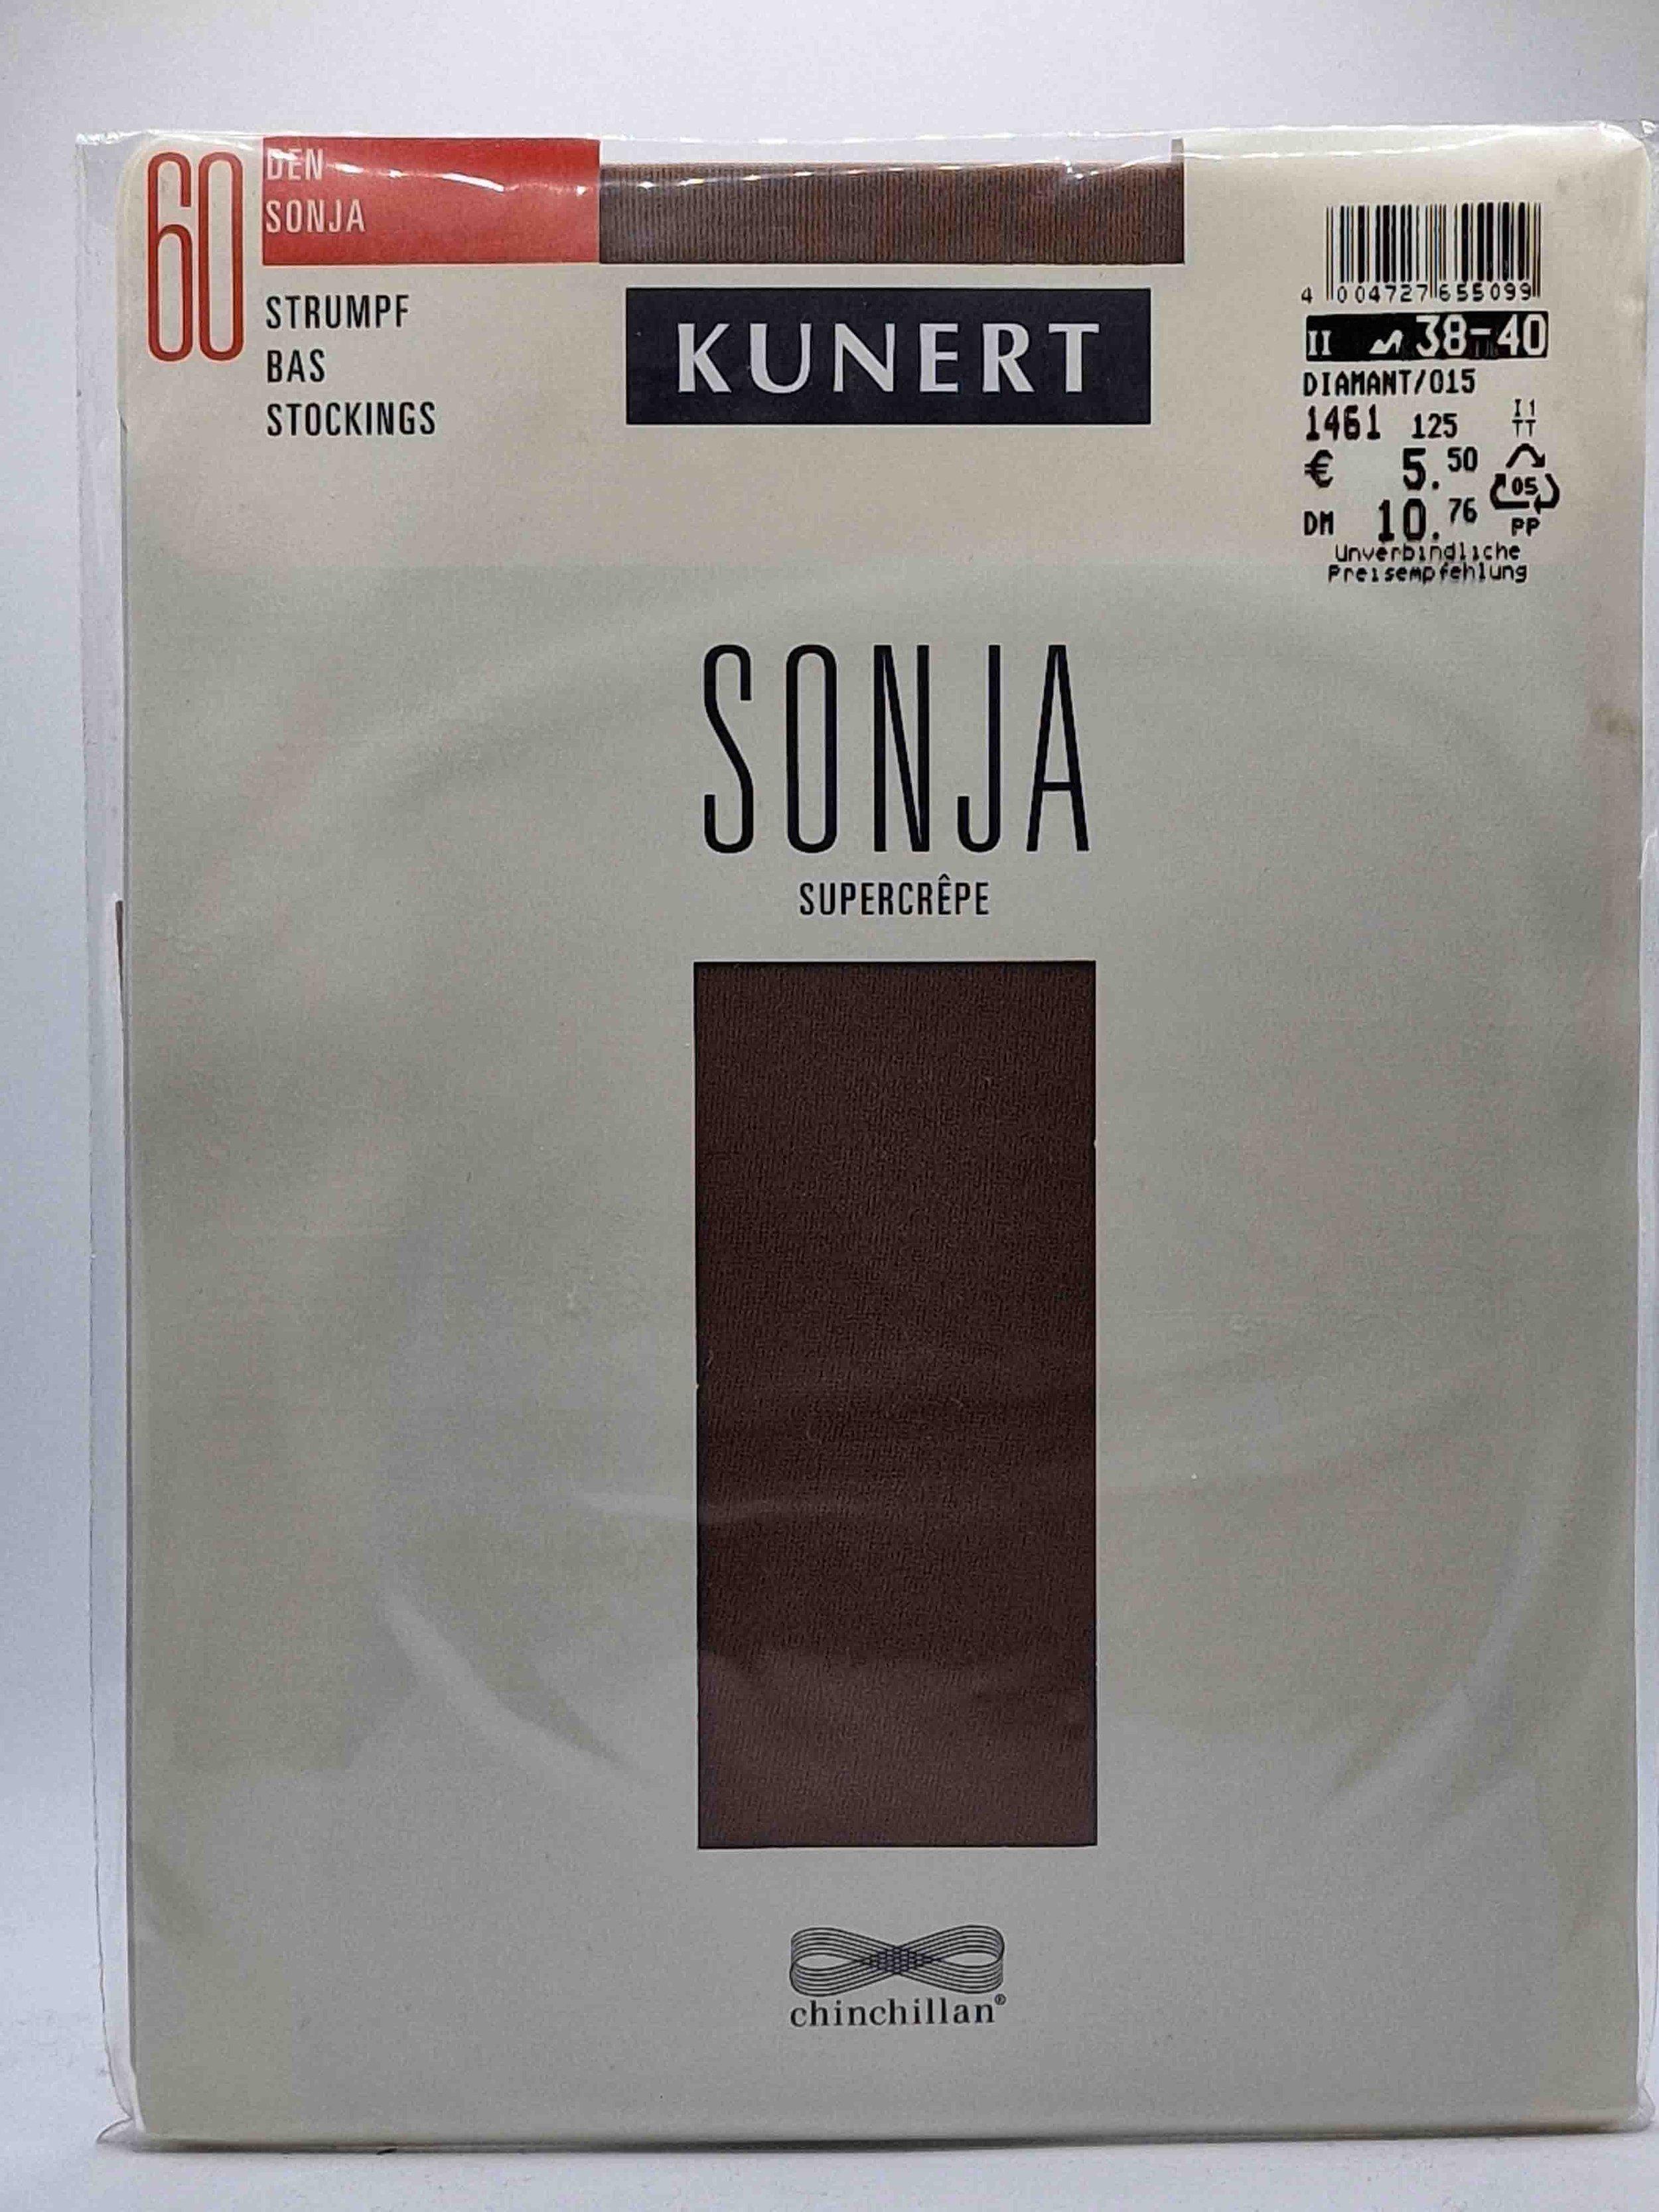 60
DEN
SONJA
STRUMPF
BAS
STOCKINGS
KUNERT
4 004727 655099
II 38-40
DIAMANT/015
1461 125
€ 5.50
05
DM 10.76
PP
Unverbindliche
Preisempfehlung
SONJA
SUPERCRÊPE
chinchillan®